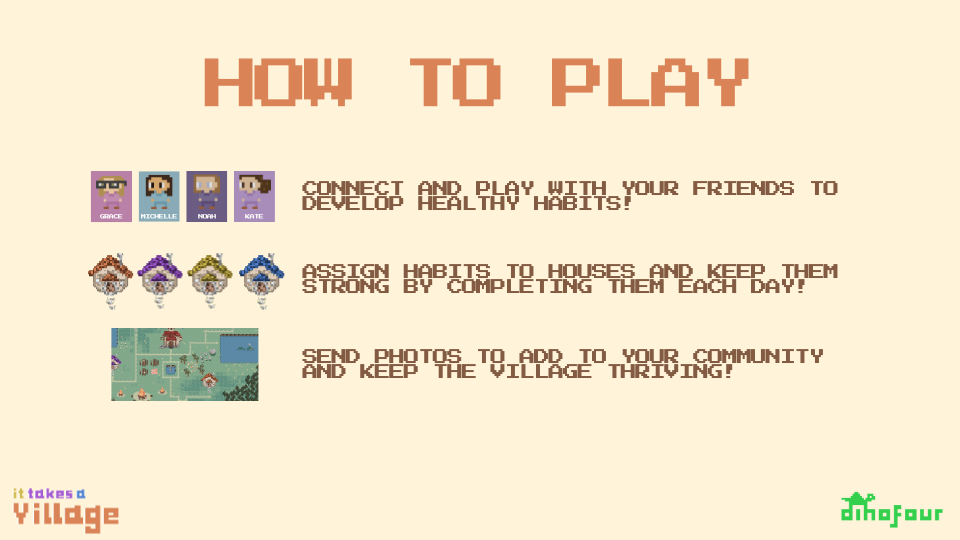 HOW TO PLAY
GRACE MICHELLE NOAH KATE
CONNECT AND PLAY WITH YOUR FRIENDS TO
DEVELOP HEALTHY HABITS!
ASSIGN HABITS TO HOUSES AND KEEP THEM
STRONG BY COMPLETING THEM EACH DAY!
SEND PHOTOS TO ADD TO YOUR COMMUNITY
AND KEEP THE VILLAGE THRIVING!
it takes a
Village
dinofour